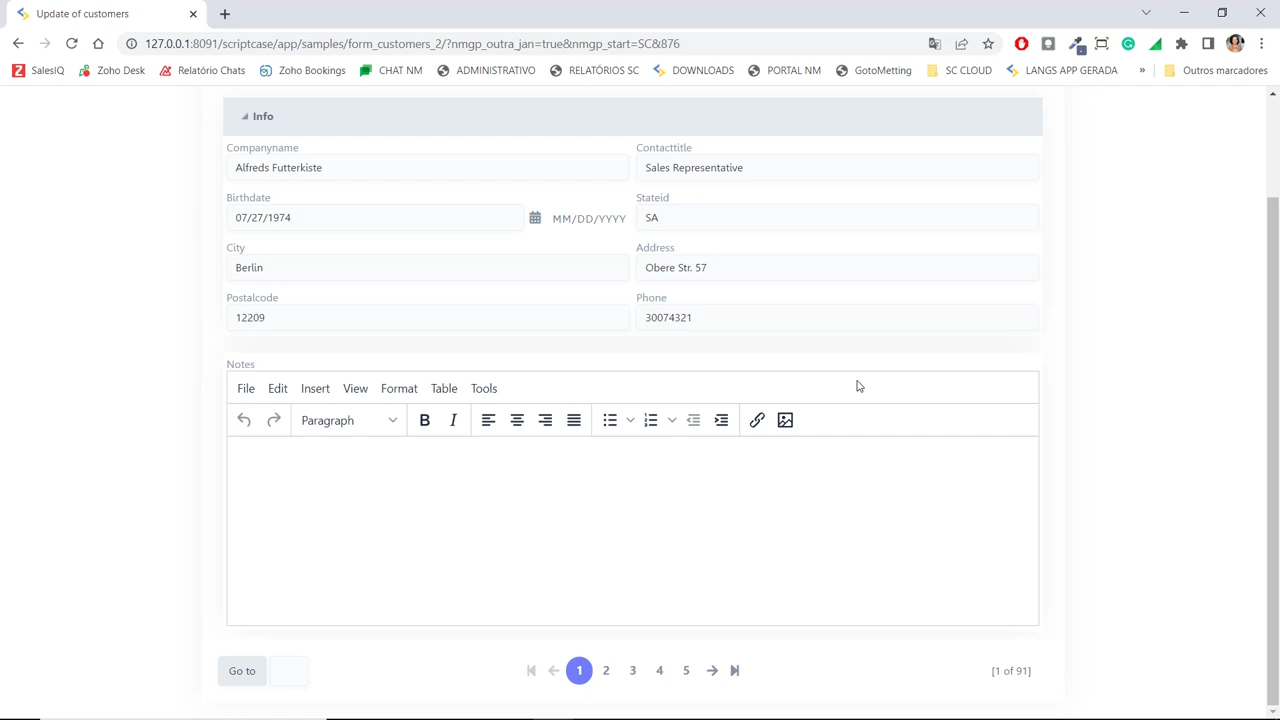 Update of customers
127.0.0.1:8091/scriptcase/app/sample/form_customers_2/?nmgp_outra_jan=true&nmgp_start=SC&876
SalesIQ Zoho Desk Relatório Chats Zoho Bookings CHAT NM ADMINISTRATIVO RELATÓRIOS SC DOWNLOADS PORTAL NM GotoMetting SC CLOUD LANGS APP GERADA » Outros marcadores
Info
Companyname Contacttitle
Alfreds Futterkiste Sales Representative
Birthdate Stateid
07/27/1974 MM/DD/YYYY SA
City Address
Berlin Obere Str. 57
Postalcode Phone
12209 30074321
Notes
File Edit Insert View Format Table Tools
Paragraph B I
Go to 1 2 3 4 5 [1 of 91]